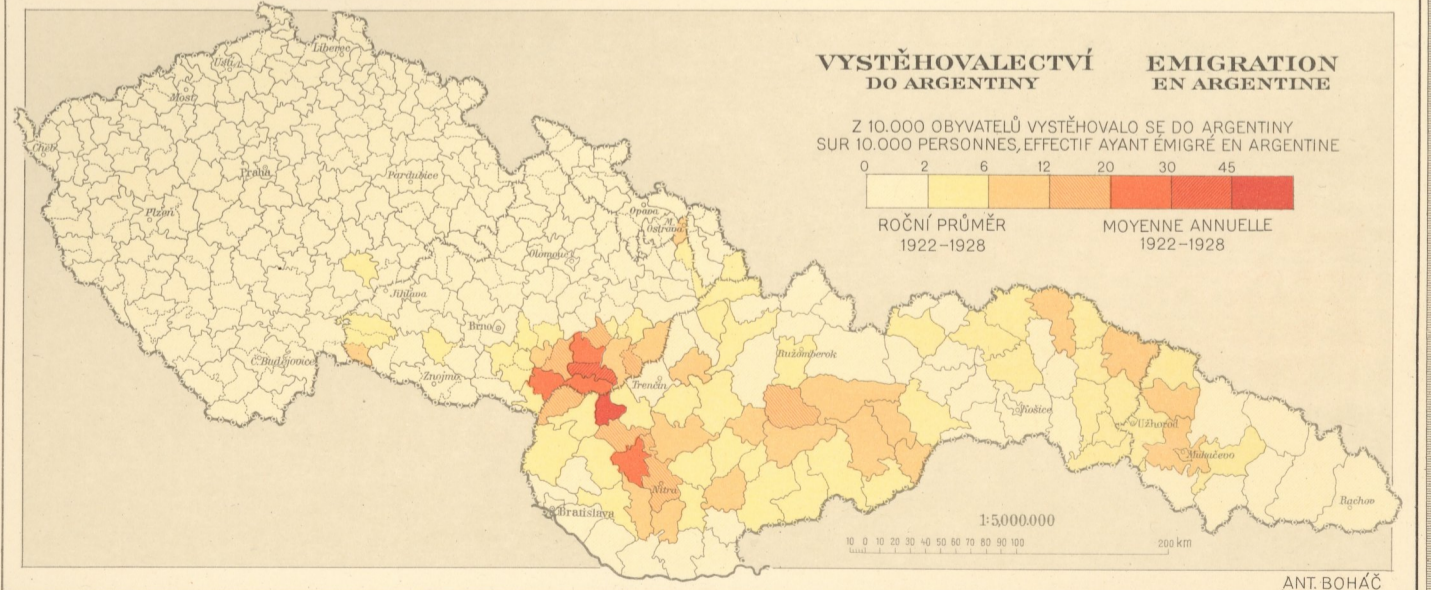 VYSTĚHOVALECTVÍ
DO ARGENTINY
EMIGRATION
EN ARGENTINE
Z 10.000 OBYVATELŮ VYSTĚHOVALO SE DO ARGENTINY
SUR 10.000 PERSONNES, EFFECTIF AYANT ÉMIGRÉ EN ARGENTINE
0 2 6 12 20 30 45
ROČNÍ PRŮMĚR
1922–1928
MOYENNE ANNUELLE
1922–1928
Liberec
Most
Cheb
Praha
Pardubice
Plzeň
Opava
M. Ostrava
Olomouc
Jihlava
Brno
Č. Budějovice
Znojmo
Trenčín
Ružomberok
Košice
Užhorod
Mukačevo
Nitra
Bratislava
1:5,000.000
10 0 10 20 30 40 50 60 70 80 90 100 200 km
ANT. BOHÁČ